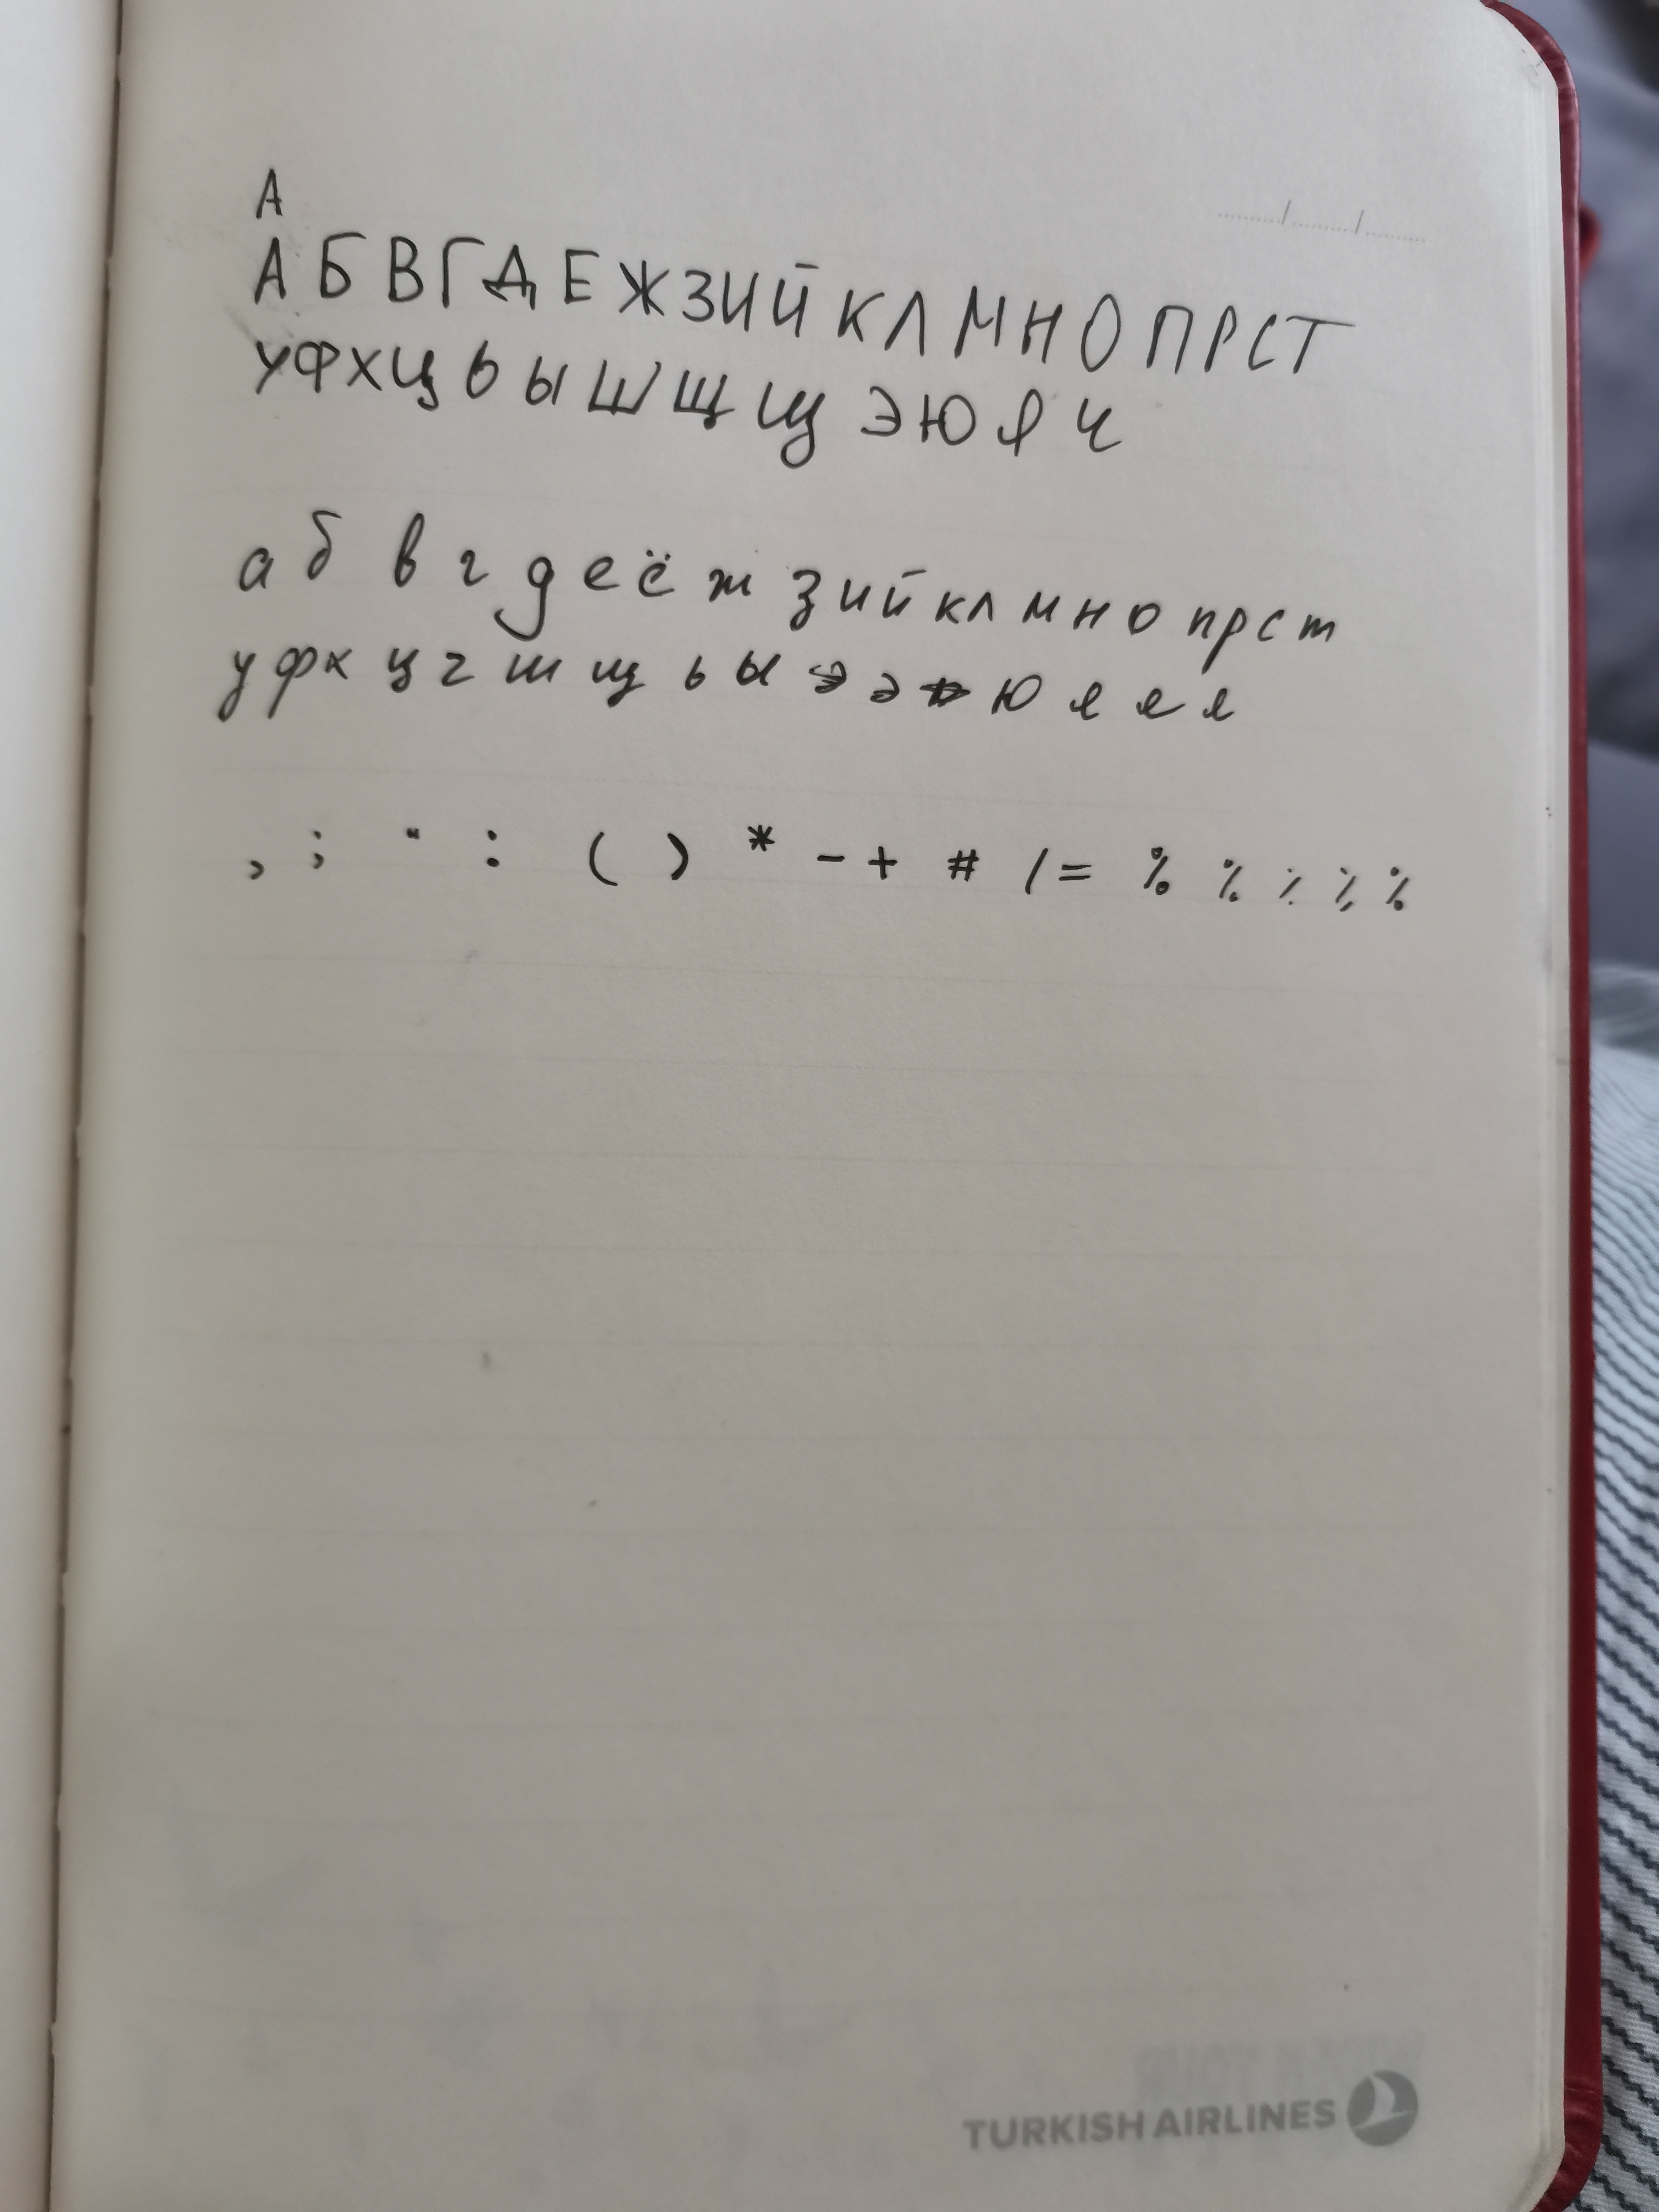 А
А Б В Г Д Е Ж З И Й К Л М Н О П Р С Т
У Ф Х Ц Ь Ы Ш Щ Щ Э Ю Я Ч
а б в г д е ё ж з и й к л м н о п р с т
у ф х ц ч ш щ ь ы э ю я я я
, ; " : ( ) * - + # / = % % % % %
TURKISH AIRLINES